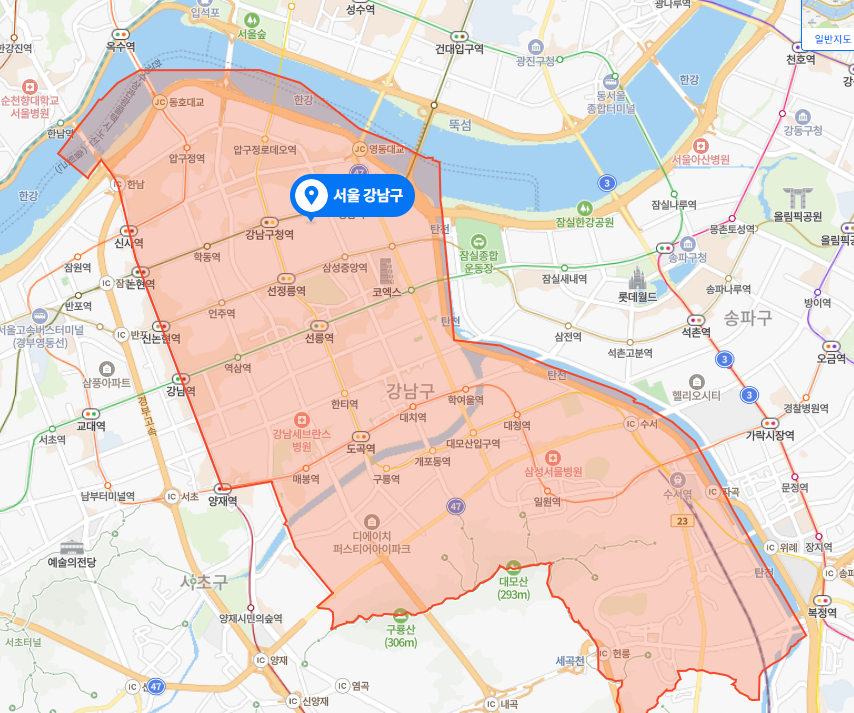 입석포
성수역
광나루역
서울숲
옥수역
건대입구역
광진구청
일반지도
천호역
한강진역
한강
동서울
종합터미널
순천향대학교
서울병원
JC 동호대교
한강
뚝섬
강동구청
한남역
압구정역
압구정로데오역
JC 영동대교
서울아산병원
47
3
IC 한남
서울 강남구
한강
잠실나루역
올림픽공원
잠실한강공원
몽촌토성역
신사역
강남구청역
탄천
잠실종합
운동장
송파구청
학동역
잠원역
삼성중앙역
논현역
코엑스
잠실새내역
롯데월드
송파나루역
선정릉역
반포역
언주역
방이역
서울고속버스터미널
(경부영동선)
IC 반포
신논현역
선릉역
탄천
삼전역
석촌역
송파구
석촌고분역
오금역
역삼역
3
삼풍아파트
강남역
강남구
학여울역
탄천
헬리오시티
3
한티역
경찰병원역
교대역
경부고속
대치역
대청역
IC 수서
서초역
강남세브란스
병원
도곡역
대모산입구역
가락시장역
개포동역
삼성서울병원
매봉역
구룡역
수서역
문정역
남부터미널역
IC 서초
양재역
일원역
IC 자곡
47
23
디에이치
퍼스티어아이파크
예술의전당
IC 위례
장지역
탄천
서초구
대모산
(293m)
IC 송파
복정역
양재시민의숲역
구룡산
(306m)
서초터널
IC 헌릉
IC 양재
세곡천
47
IC 염곡
IC 신양재
IC 내곡